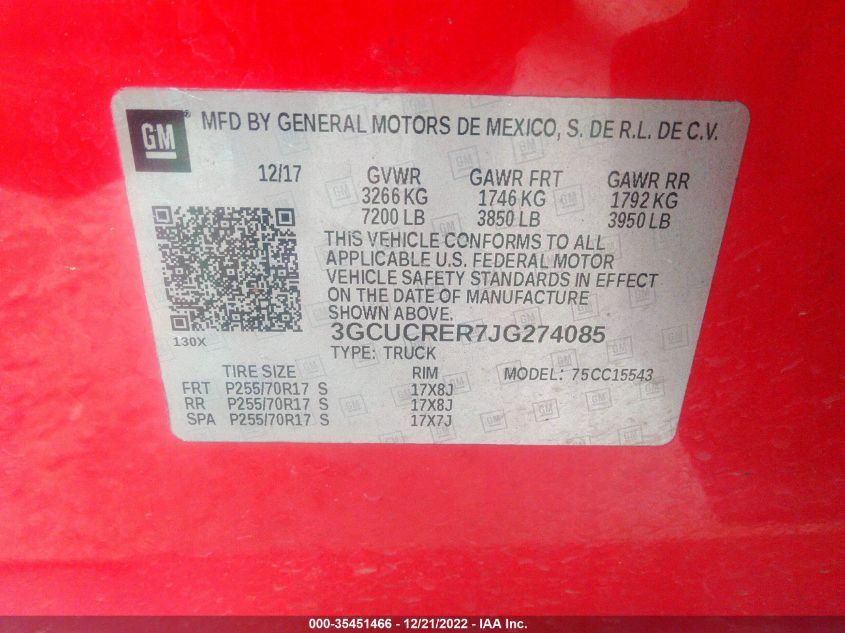 GM® MFD BY GENERAL MOTORS DE MEXICO, S. DE R.L. DE C.V.
12/17 GVWR GAWR FRT GAWR RR
3266 KG 1746 KG 1792 KG
7200 LB 3850 LB 3950 LB
THIS VEHICLE CONFORMS TO ALL
APPLICABLE U.S. FEDERAL MOTOR
VEHICLE SAFETY STANDARDS IN EFFECT
ON THE DATE OF MANUFACTURE
SHOWN ABOVE.
130X 3GCUCRER7JG274085
TYPE: TRUCK
TIRE SIZE RIM MODEL: 75CC15543
FRT P255/70R17 S 17X8J
RR P255/70R17 S 17X8J
SPA P255/70R17 S 17X7J
000-35451466 - 12/21/2022 - IAA Inc.